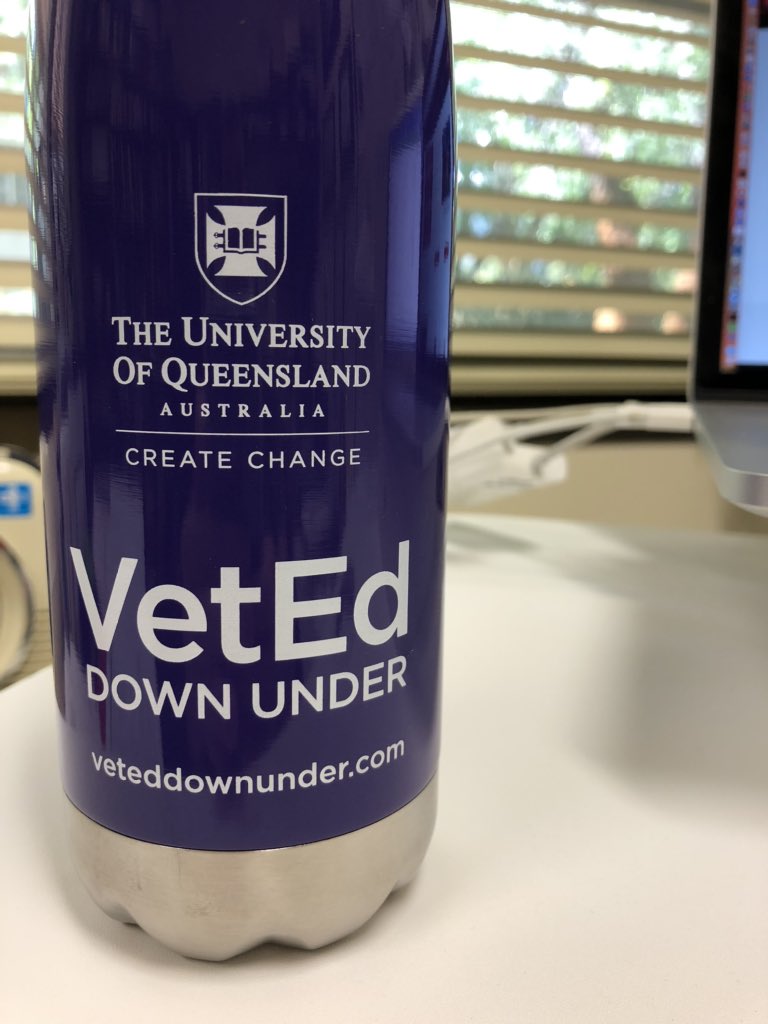 THE UNIVERSITY
OF QUEENSLAND
AUSTRALIA
CREATE CHANGE
VetEd
DOWN UNDER
veteddownunder.com